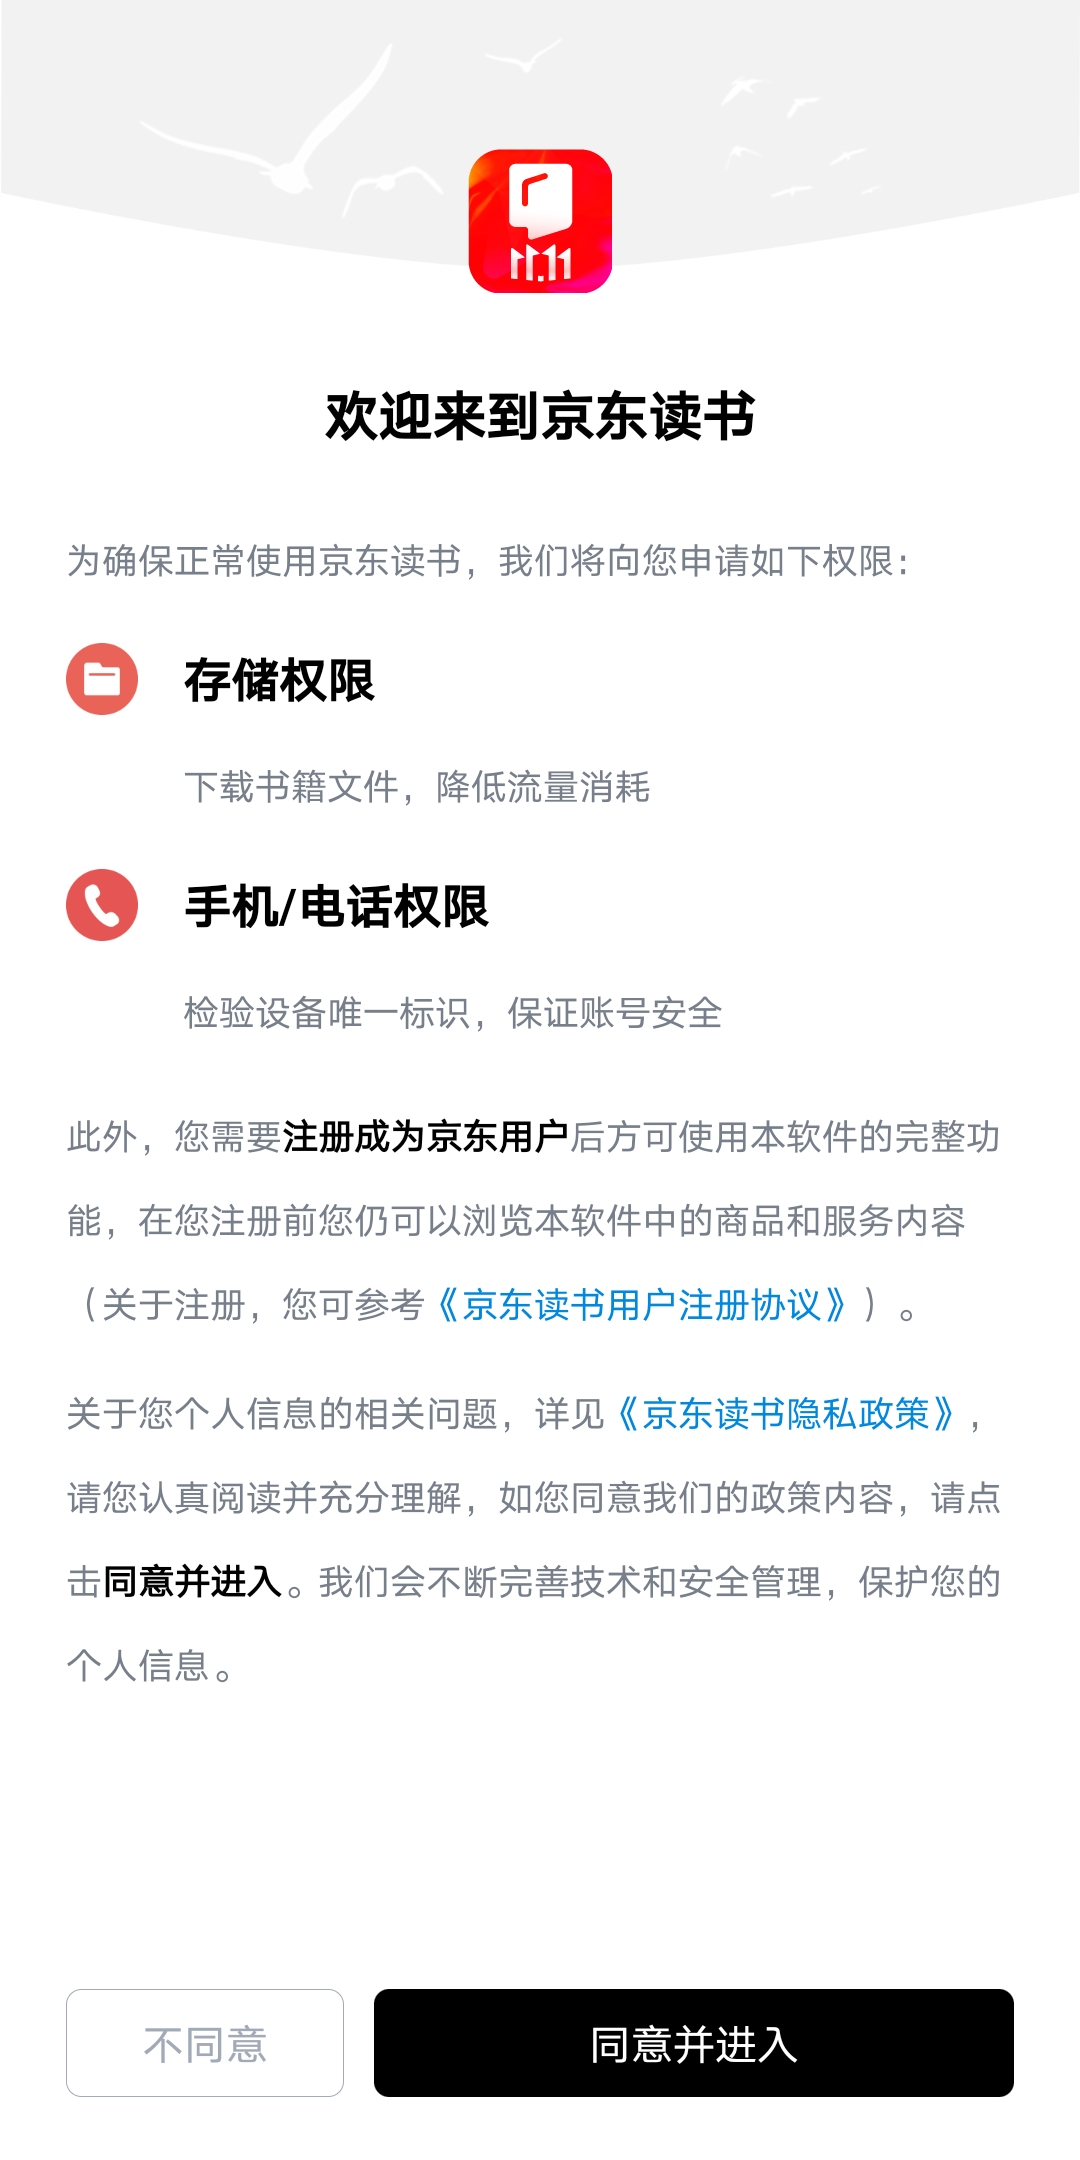 11.11
欢迎来到京东读书
为确保正常使用京东读书，我们将向您申请如下权限：
存储权限
下载书籍文件，降低流量消耗
手机/电话权限
检验设备唯一标识，保证账号安全
此外，您需要注册成为京东用户后方可使用本软件的完整功
能，在您注册前您仍可以浏览本软件中的商品和服务内容
（关于注册，您可参考《京东读书用户注册协议》）。
关于您个人信息的相关问题，详见《京东读书隐私政策》，
请您认真阅读并充分理解，如您同意我们的政策内容，请点
击同意并进入。我们会不断完善技术和安全管理，保护您的
个人信息。
不同意
同意并进入